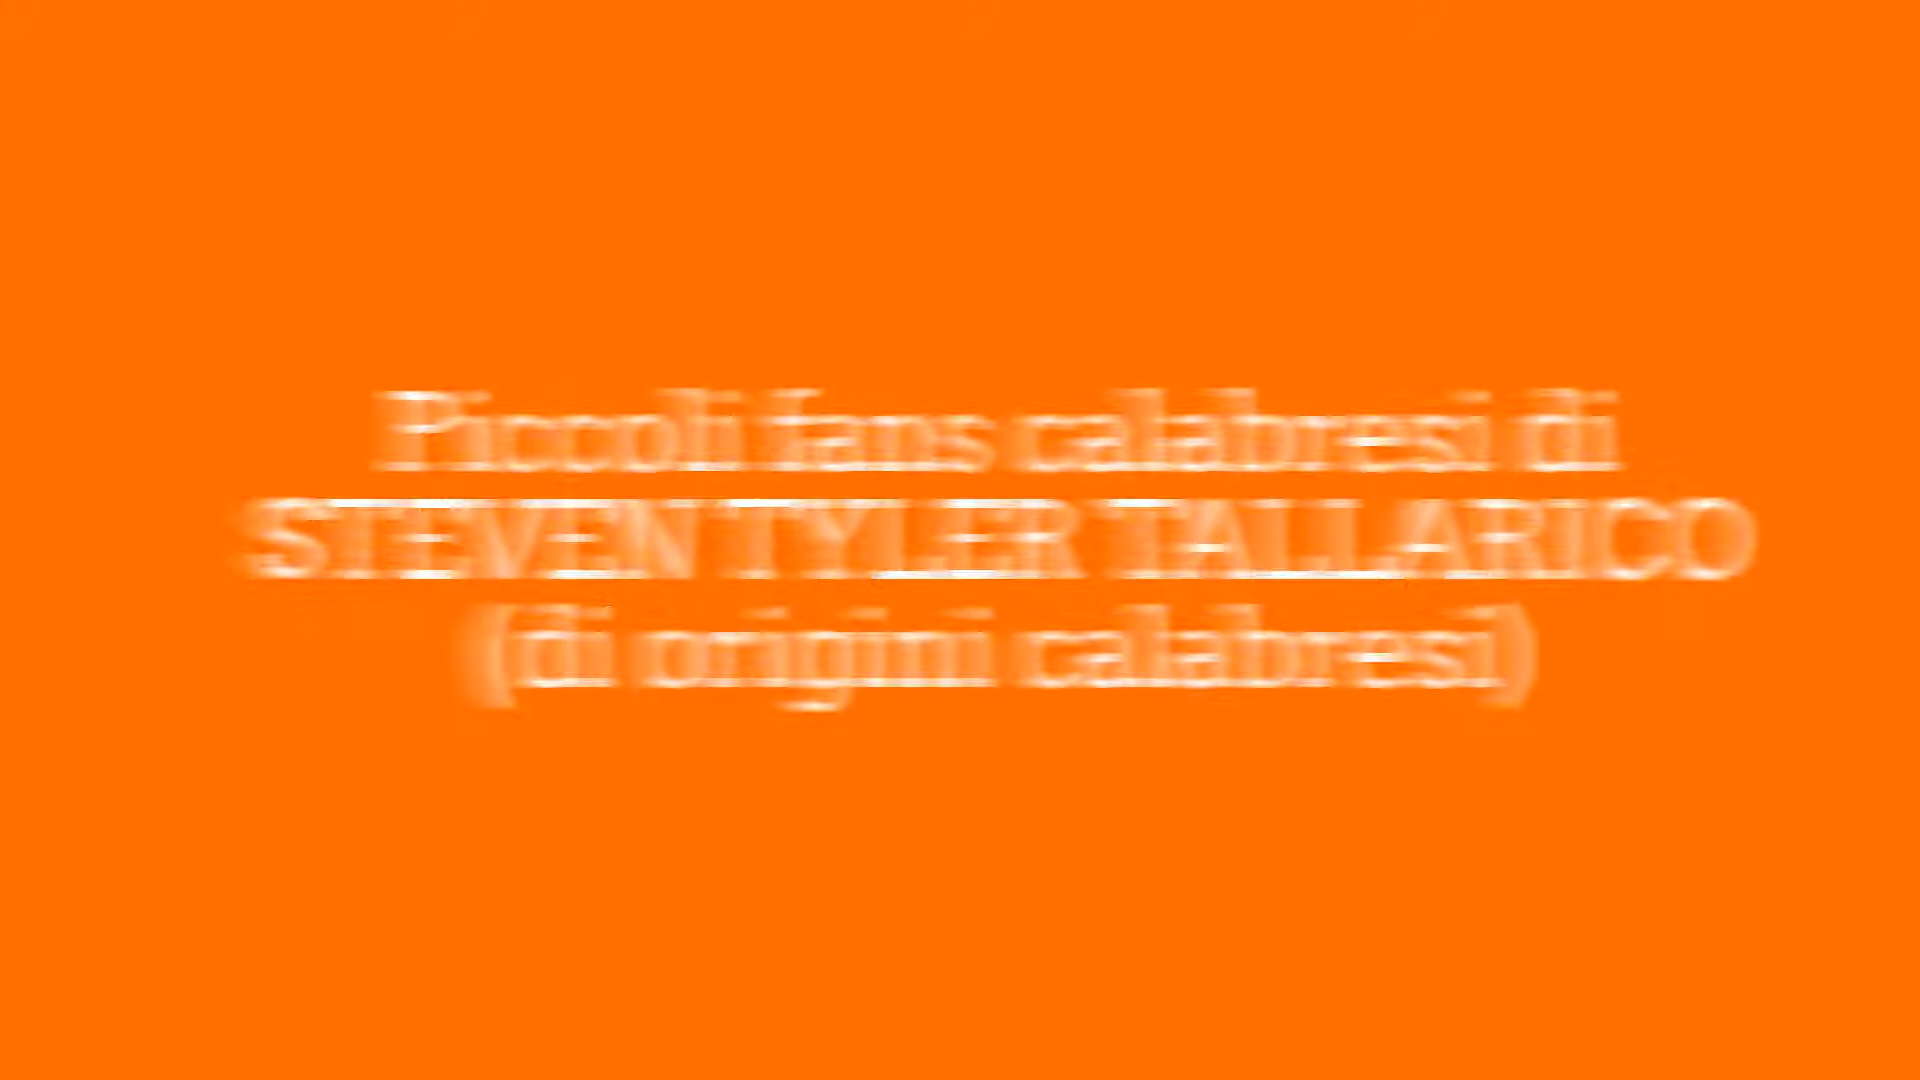 Piccoli fans calabresi di
STEVEN TYLER TALLARICO
(di origini calabresi)